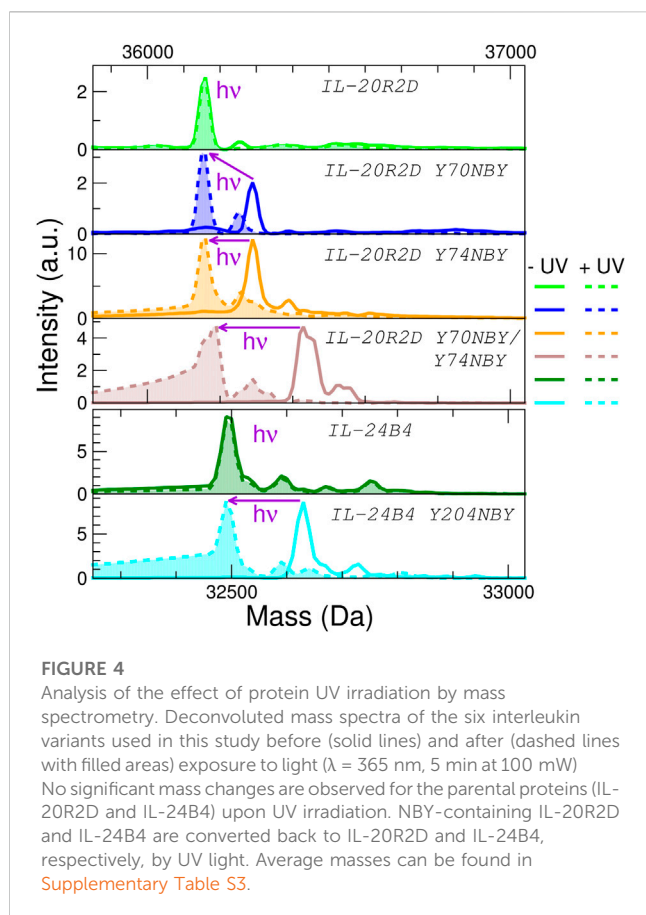 36000 37000
2
0
hν
IL-20R2D
2
0
hν
IL-20R2D Y70NBY
10
0
hν
IL-20R2D Y74NBY
4
2
0
hν
IL-20R2D Y70NBY/
Y74NBY
5
0
hν
IL-24B4
5
0
hν
IL-24B4 Y204NBY
Intensity (a.u.)
- UV + UV
32500 33000
Mass (Da)
FIGURE 4
Analysis of the effect of protein UV irradiation by mass
spectrometry. Deconvoluted mass spectra of the six interleukin
variants used in this study before (solid lines) and after (dashed lines
with filled areas) exposure to light (λ = 365 nm, 5 min at 100 mW)
No significant mass changes are observed for the parental proteins (IL-
20R2D and IL-24B4) upon UV irradiation. NBY-containing IL-20R2D
and IL-24B4 are converted back to IL-20R2D and IL-24B4,
respectively, by UV light. Average masses can be found in
Supplementary Table S3.